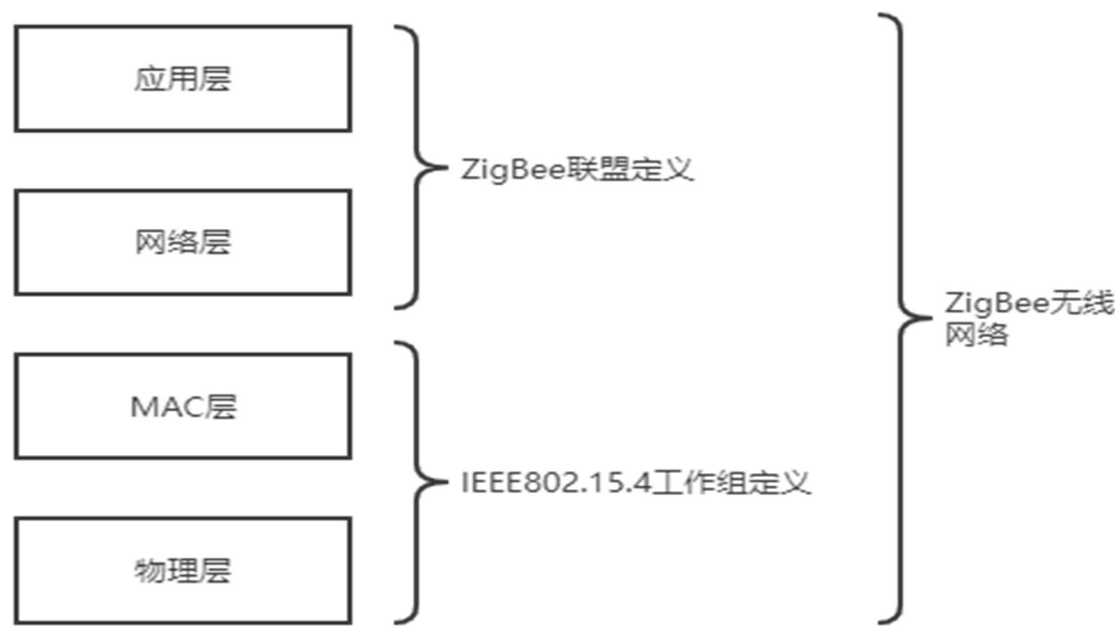 应用层
网络层
ZigBee联盟定义
MAC层
物理层
IEEE802.15.4工作组定义
ZigBee无线
网络